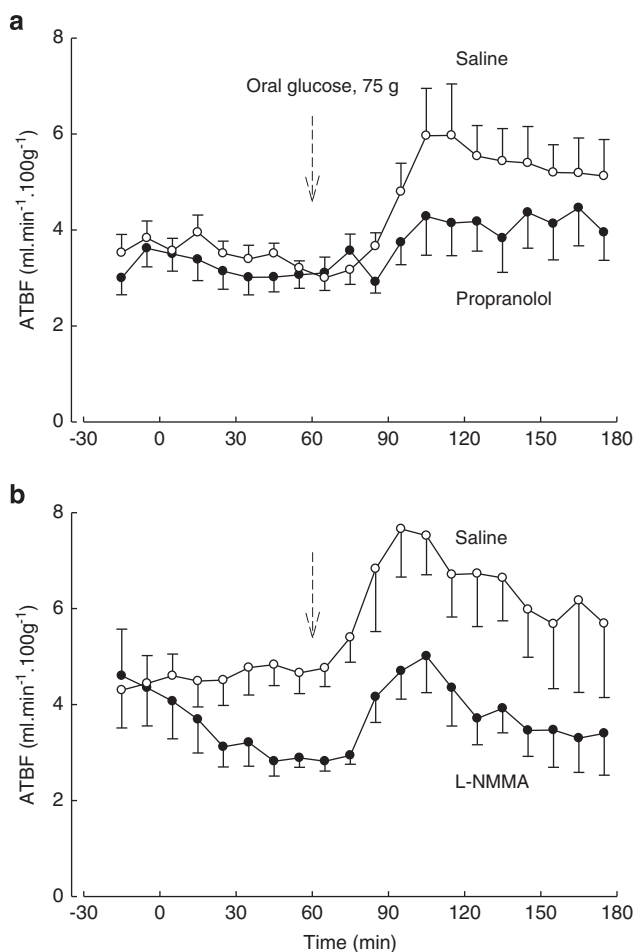 a
8
Saline
Oral glucose, 75 g
6
4
2
0
ATBF (ml.min⁻¹.100g⁻¹)
Propranolol
-30 0 30 60 90 120 150 180
b
8
Saline
6
4
2
0
ATBF (ml.min⁻¹.100g⁻¹)
L-NMMA
-30 0 30 60 90 120 150 180
Time (min)